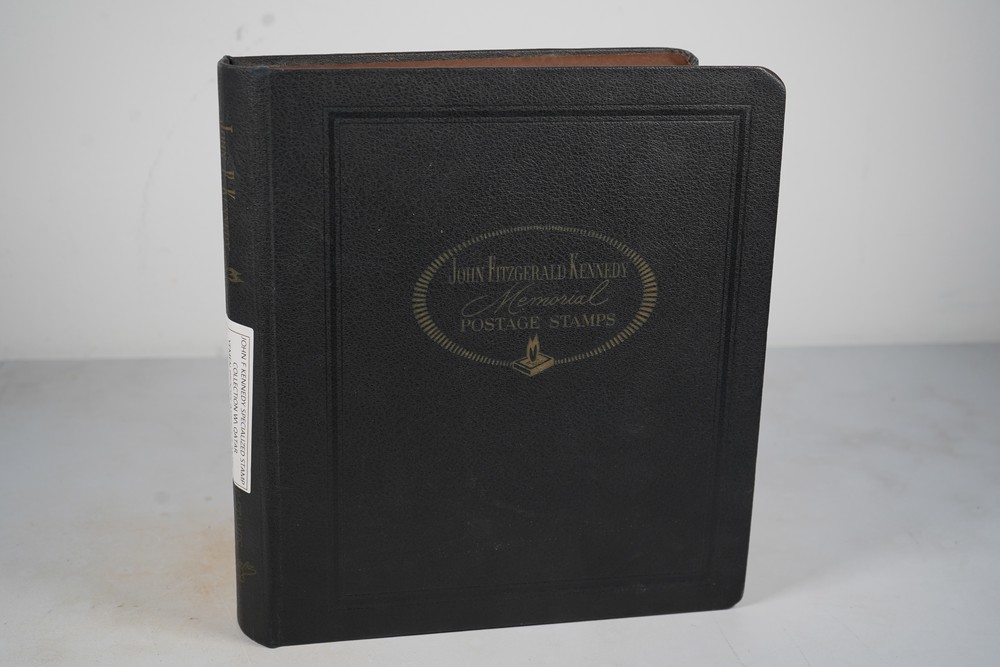 JOHN FITZGERALD KENNEDY
Memorial
POSTAGE STAMPS
JOHN F. KENNEDY SPECIALIZED STAMP
COLLECTION W\ QATAR